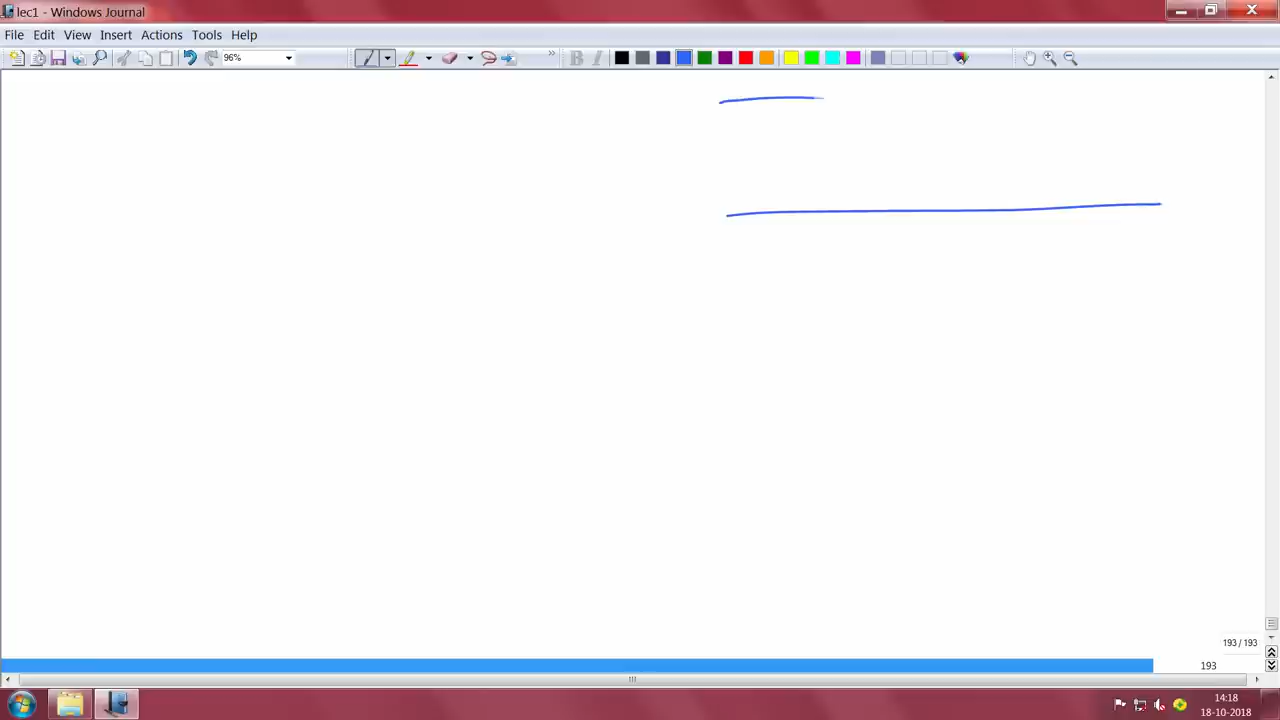 lec1 - Windows Journal
File Edit View Insert Actions Tools Help
96% » B I
193 / 193
193
14:18
18-10-2018